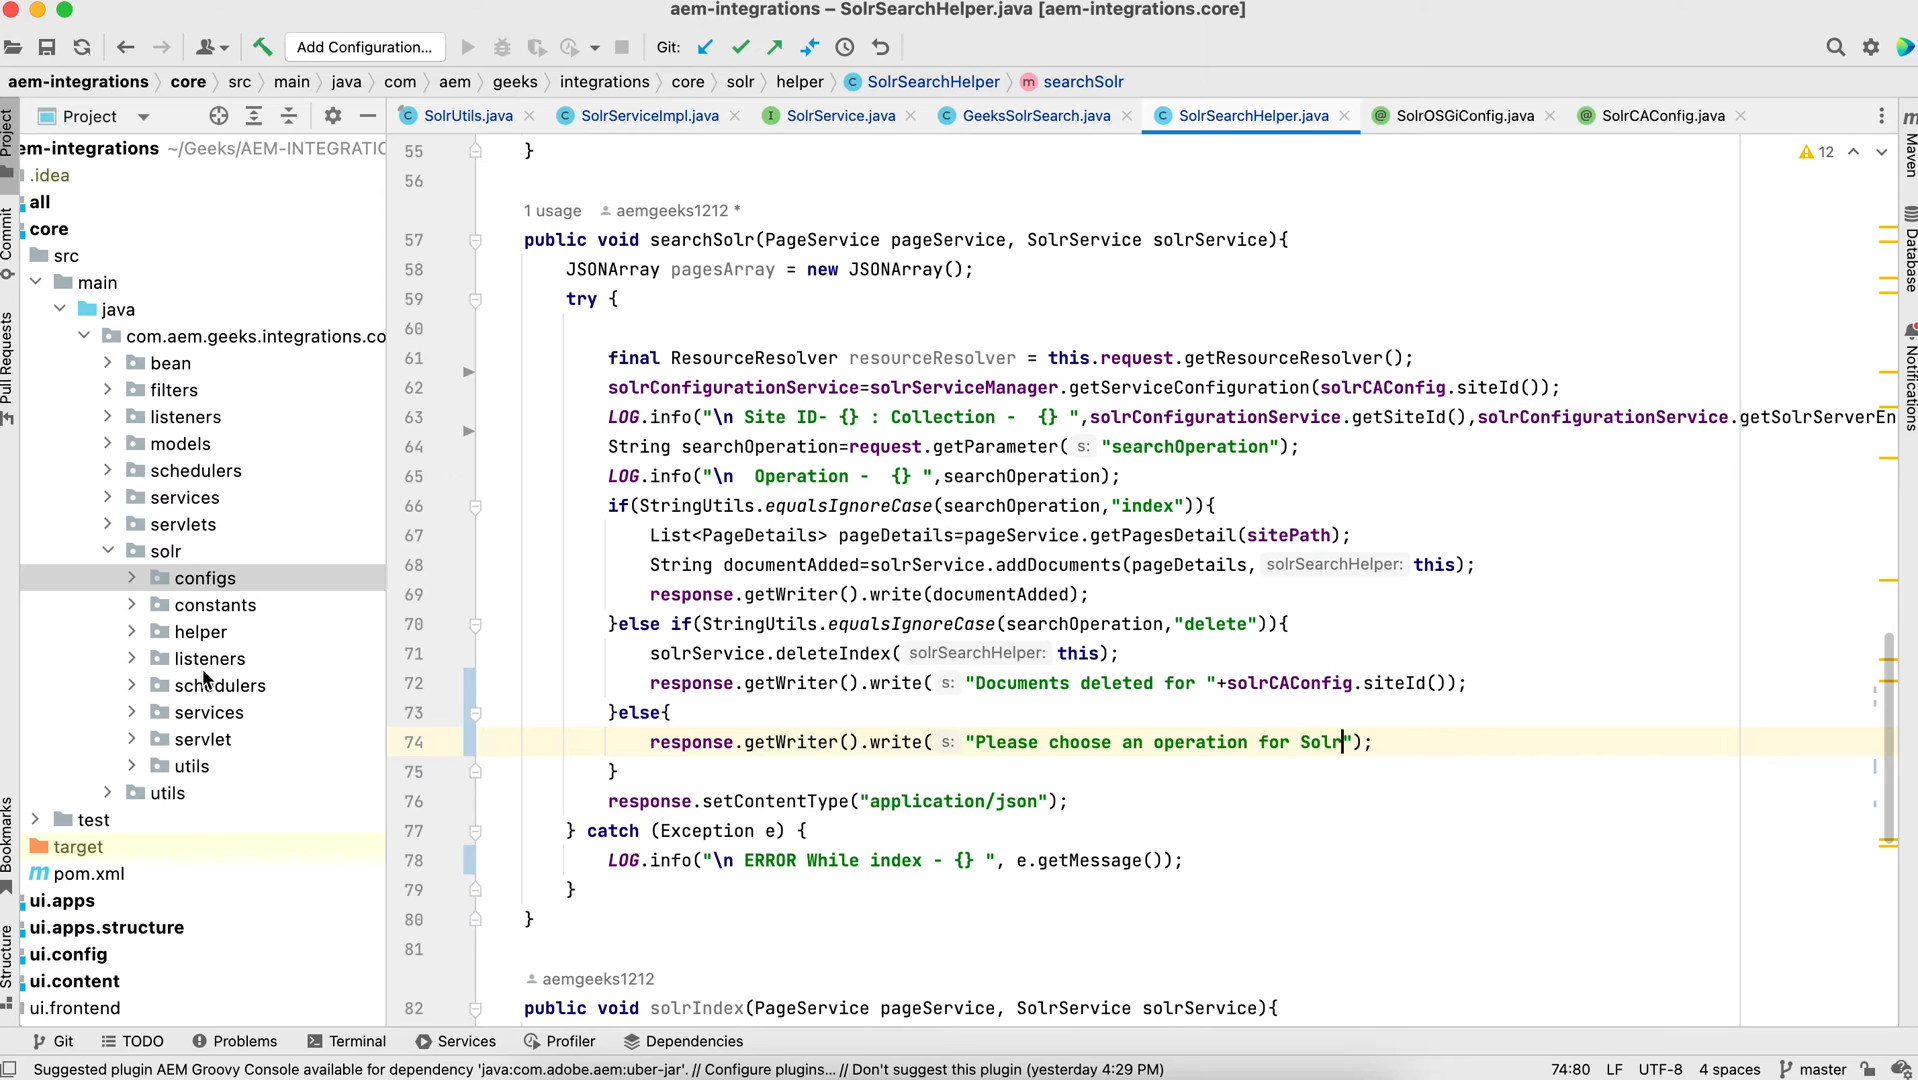 aem-integrations – SolrSearchHelper.java [aem-integrations.core]
Add Configuration...
Git:
aem-integrations core src main java com aem geeks integrations core solr helper SolrSearchHelper searchSolr
Project
SolrUtils.java SolrServiceImpl.java SolrService.java GeeksSolrSearch.java SolrSearchHelper.java SolrOSGiConfig.java SolrCAConfig.java
Project
Commit
Pull Requests
Bookmarks
Structure
em-integrations ~/Geeks/AEM-INTEGRATIC
.idea
all
core
src
main
java
com.aem.geeks.integrations.co
bean
filters
listeners
models
schedulers
services
servlets
solr
configs
constants
helper
listeners
schedulers
services
servlet
utils
utils
test
target
pom.xml
ui.apps
ui.apps.structure
ui.config
ui.content
ui.frontend
12
55 }
56
1 usage aemgeeks1212 *
57 public void searchSolr(PageService pageService, SolrService solrService){
58 JSONArray pagesArray = new JSONArray();
59 try {
60
61 final ResourceResolver resourceResolver = this.request.getResourceResolver();
62 solrConfigurationService=solrServiceManager.getServiceConfiguration(solrCAConfig.siteId());
63 LOG.info("\n Site ID- {} : Collection -  {} ",solrConfigurationService.getSiteId(),solrConfigurationService.getSolrServerEn
64 String searchOperation=request.getParameter( s: "searchOperation");
65 LOG.info("\n  Operation -  {} ",searchOperation);
66 if(StringUtils.equalsIgnoreCase(searchOperation,"index")){
67 List<PageDetails> pageDetails=pageService.getPagesDetail(sitePath);
68 String documentAdded=solrService.addDocuments(pageDetails, solrSearchHelper: this);
69 response.getWriter().write(documentAdded);
70 }else if(StringUtils.equalsIgnoreCase(searchOperation,"delete")){
71 solrService.deleteIndex( solrSearchHelper: this);
72 response.getWriter().write( s: "Documents deleted for "+solrCAConfig.siteId());
73 }else{
74 response.getWriter().write( s: "Please choose an operation for Solr");
75 }
76 response.setContentType("application/json");
77 } catch (Exception e) {
78 LOG.info("\n ERROR While index - {} ", e.getMessage());
79 }
80 }
81
aemgeeks1212
82 public void solrIndex(PageService pageService, SolrService solrService){
m
Maven
Database
Notifications
Git TODO Problems Terminal Services Profiler Dependencies
Suggested plugin AEM Groovy Console available for dependency 'java:com.adobe.aem:uber-jar'. // Configure plugins... // Don't suggest this plugin (yesterday 4:29 PM) 74:80 LF UTF-8 4 spaces master